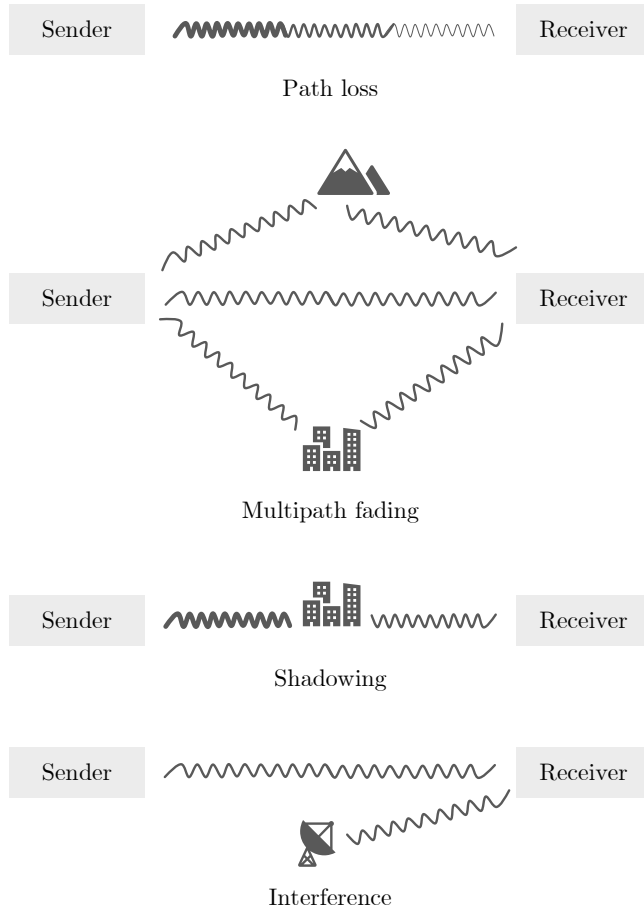 Sender Receiver
Path loss
Sender Receiver
Multipath fading
Sender Receiver
Shadowing
Sender Receiver
Interference